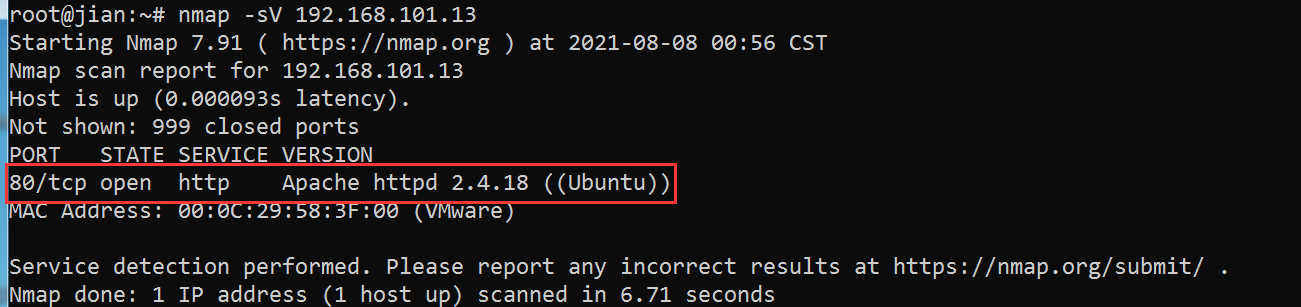 root@jian:~# nmap -sV 192.168.101.13
Starting Nmap 7.91 ( https://nmap.org ) at 2021-08-08 00:56 CST
Nmap scan report for 192.168.101.13
Host is up (0.000093s latency).
Not shown: 999 closed ports
PORT   STATE SERVICE VERSION
80/tcp open  http    Apache httpd 2.4.18 ((Ubuntu))
MAC Address: 00:0C:29:58:3F:00 (VMware)
Service detection performed. Please report any incorrect results at https://nmap.org/submit/ .
Nmap done: 1 IP address (1 host up) scanned in 6.71 seconds